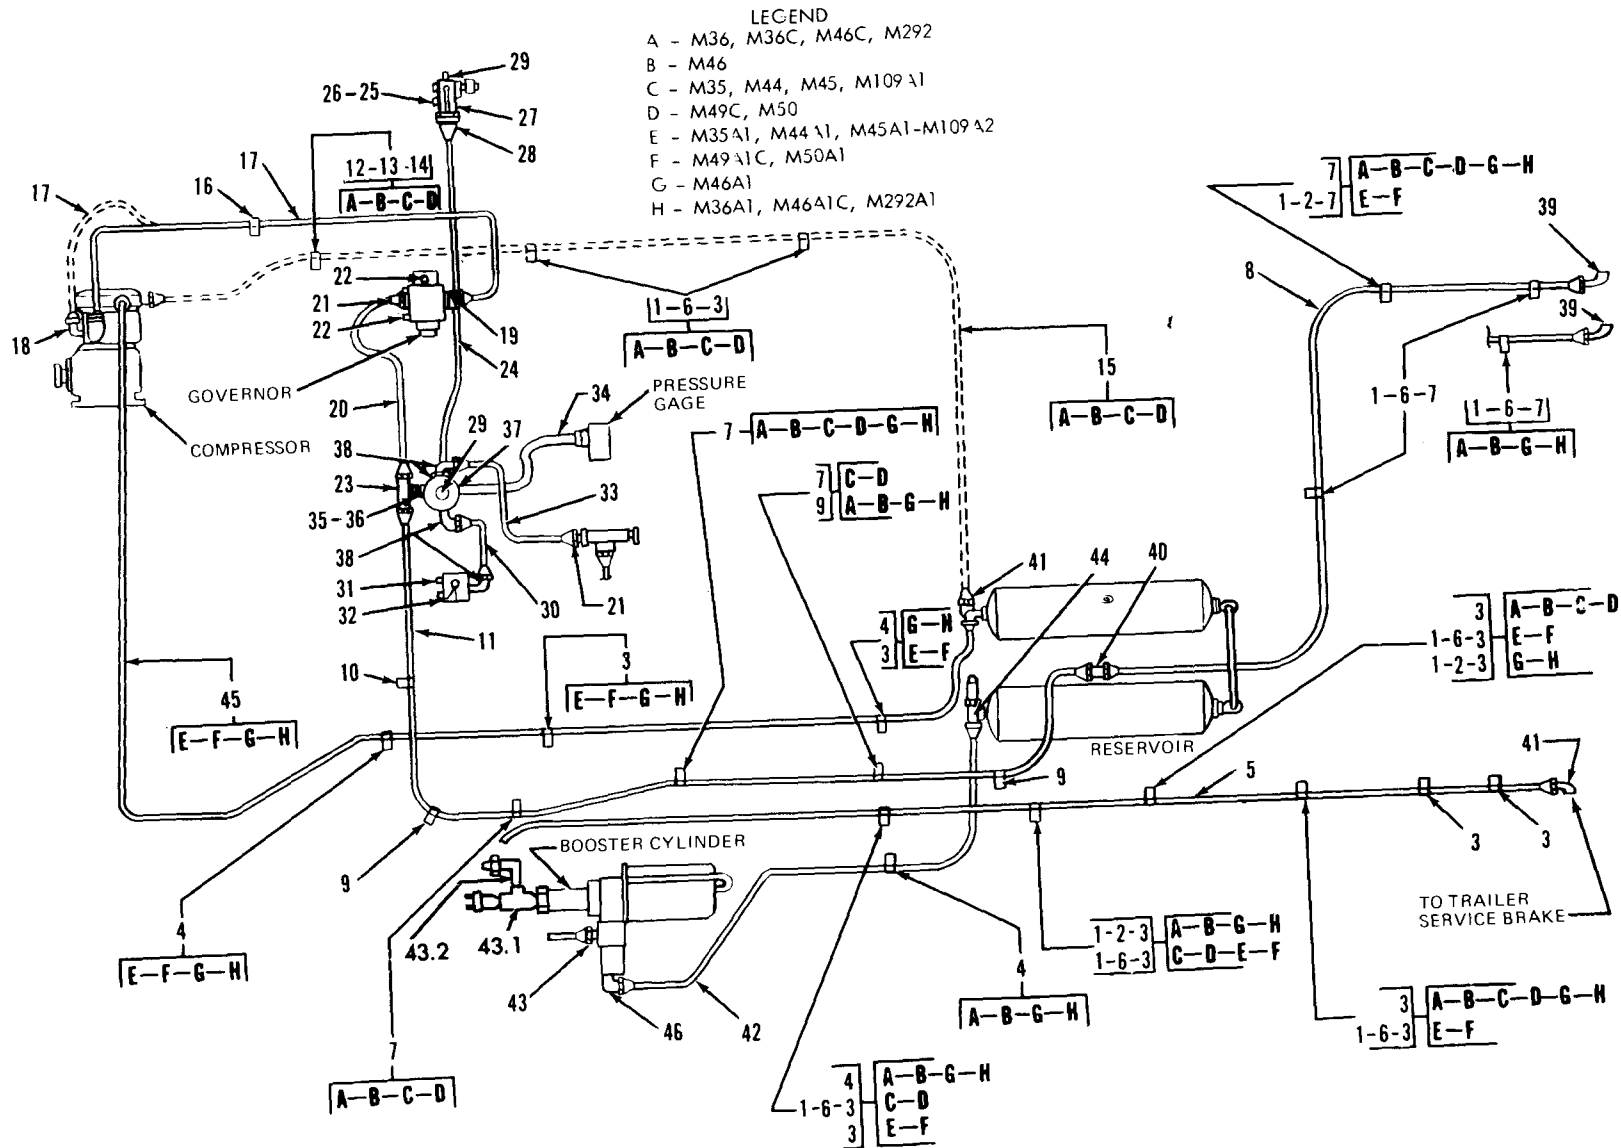 LEGEND
A - M36, M36C, M46C, M292
B - M46
C - M35, M44, M45, M109A1
D - M49C, M50
E - M35A1, M44A1, M45A1-M109A2
F - M49A1C, M50A1
G - M46A1
H - M36A1, M46A1C, M292A1
29
26-25
27
28
17
16
17
12-13-14
A-B-C-D
7 A-B-C-D-G-H
1-2-7 E-F
39
8
39
22
21
22
18
19
24
1-6-3
A-B-C-D
15
A-B-C-D
1-6-7
1-6-7
A-B-G-H
GOVERNOR
COMPRESSOR
20
PRESSURE
GAGE
34
29
37
38
23
35-36
33
38
31
32
30
21
7 A-B-C-D-G-H
7 C-D
9 A-B-G-H
41
44
40
4 G-H
3 E-F
3 A-B-C-D
1-6-3 E-F
1-2-3 G-H
11
10
3
E-F-G-H
45
E-F-G-H
RESERVOIR
9
5
41
3
3
9
BOOSTER CYLINDER
43.2
43.1
43
46
42
4
E-F-G-H
TO TRAILER
SERVICE BRAKE
1-2-3 A-B-G-H
1-6-3 C-D-E-F
4
A-B-G-H
3 A-B-C-D-G-H
1-6-3 E-F
7
A-B-C-D
4 A-B-G-H
1-6-3 C-D
3 E-F